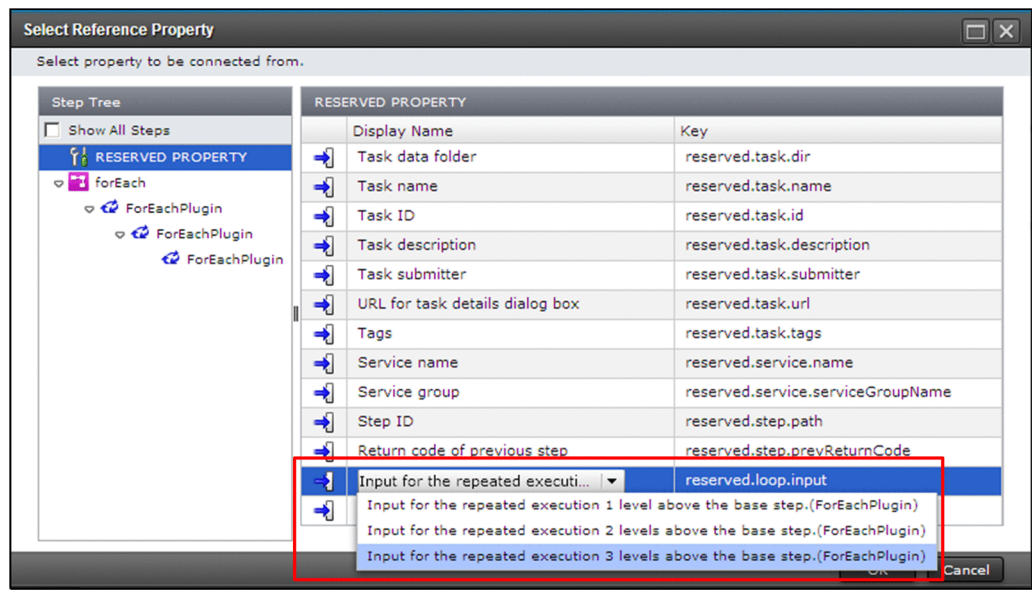 Select Reference Property
Select property to be connected from.
Step Tree
Show All Steps
RESERVED PROPERTY
forEach
ForEachPlugin
ForEachPlugin
ForEachPlugin
RESERVED PROPERTY
Display Name Key
Task data folder reserved.task.dir
Task name reserved.task.name
Task ID reserved.task.id
Task description reserved.task.description
Task submitter reserved.task.submitter
URL for task details dialog box reserved.task.url
Tags reserved.task.tags
Service name reserved.service.name
Service group reserved.service.serviceGroupName
Step ID reserved.step.path
Return code of previous step reserved.step.prevReturnCode
Input for the repeated executi... reserved.loop.input
Input for the repeated execution 1 level above the base step.(ForEachPlugin)
Input for the repeated execution 2 levels above the base step.(ForEachPlugin)
Input for the repeated execution 3 levels above the base step.(ForEachPlugin)
OK Cancel